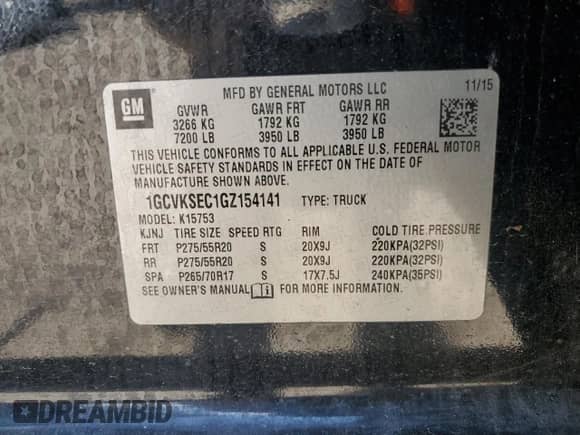 GM
MFD BY GENERAL MOTORS LLC 11/15
GVWR GAWR FRT GAWR RR
3266 KG 1792 KG 1792 KG
7200 LB 3950 LB 3950 LB
THIS VEHICLE CONFORMS TO ALL APPLICABLE U.S. FEDERAL MOTOR
VEHICLE SAFETY STANDARDS IN EFFECT ON THE DATE OF
MANUFACTURE SHOWN ABOVE.
1GCVKSEC1GZ154141 TYPE: TRUCK
MODEL: K15753
KJNJ TIRE SIZE SPEED RTG RIM COLD TIRE PRESSURE
FRT P275/55R20 S 20X9J 220KPA(32PSI)
RR P275/55R20 S 20X9J 220KPA(32PSI)
SPA P265/70R17 S 17X7.5J 240KPA(35PSI)
SEE OWNER'S MANUAL FOR MORE INFORMATION.
DREAMBID